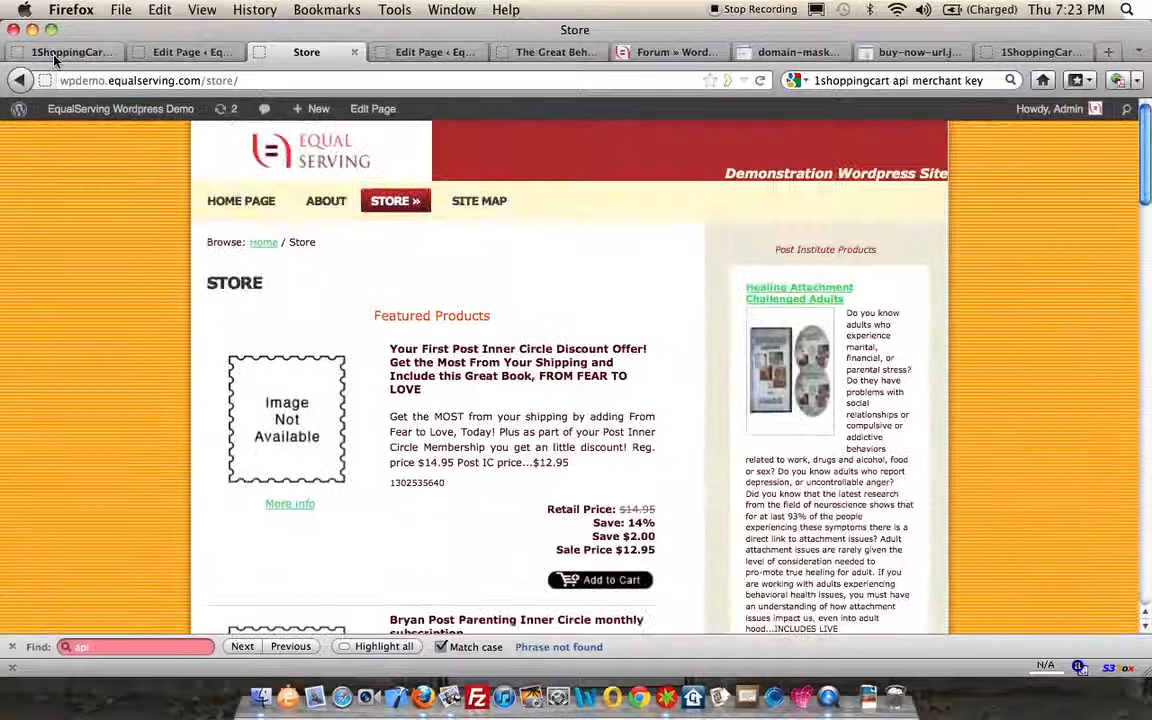 Firefox File Edit View History Bookmarks Tools Window Help Stop Recording (Charged) Thu 7:23 PM
Store
1ShoppingCar... Edit Page ‹ Eq... Store Edit Page ‹ Eq... The Great Beh... Forum » Word... domain-mask... buy-now-url.j... 1ShoppingCar...
wpdemo.equalserving.com/store/ 1shoppingcart api merchant key
EqualServing Wordpress Demo 2 + New Edit Page Howdy, Admin
EQUAL
SERVING
Demonstration Wordpress Site
HOME PAGE ABOUT STORE » SITE MAP
Browse: Home / Store
STORE
Featured Products
Image
Not
Available
More info
Your First Post Inner Circle Discount Offer!
Get the Most From Your Shipping and
Include this Great Book, FROM FEAR TO
LOVE
Get the MOST from your shipping by adding From
Fear to Love, Today! Plus as part of your Post Inner
Circle Membership you get an little discount! Reg.
price $14.95 Post IC price...$12.95
1302535640
Retail Price: $14.95
Save: 14%
Save $2.00
Sale Price $12.95
Add to Cart
Bryan Post Parenting Inner Circle monthly
subscription
Post Institute Products
Healing Attachment
Challenged Adults
Do you know
adults who
experience
marital,
financial, or
parental stress?
Do they have
problems with
social
relationships or
compulsive or
addictive
behaviors
related to work, drugs and alcohol, food
or sex? Do you know adults who report
depression, or uncontrollable anger?
Did you know that the latest research
from the field of neuroscience shows that
for at last 93% of the people
experiencing these symptoms there is a
direct link to attachment issues? Adult
attachment issues are rarely given the
level of consideration needed to
pro-mote true healing for adult. If you
are working with adults experiencing
behavioral health issues, you must have
an understanding of how attachment
issues impact us, even into adult
hood...INCLUDES LIVE
Find: api Next Previous Highlight all Match case Phrase not found
N/A